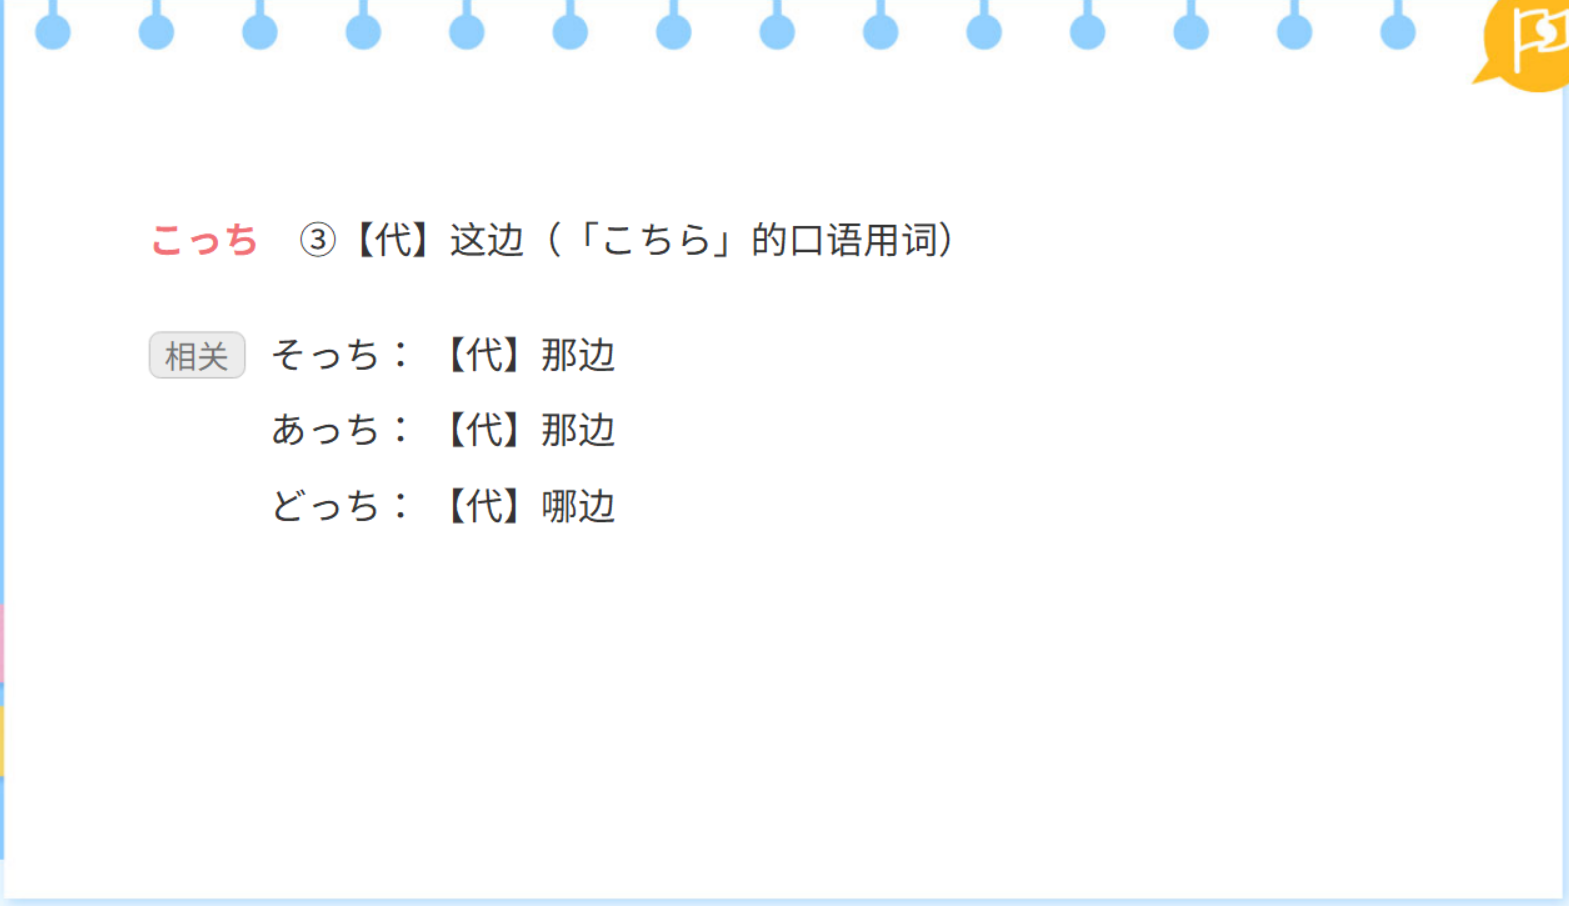 こっち ③【代】这边（「こちら」的口语用词）
相关 そっち：【代】那边
あっち：【代】那边
どっち：【代】哪边